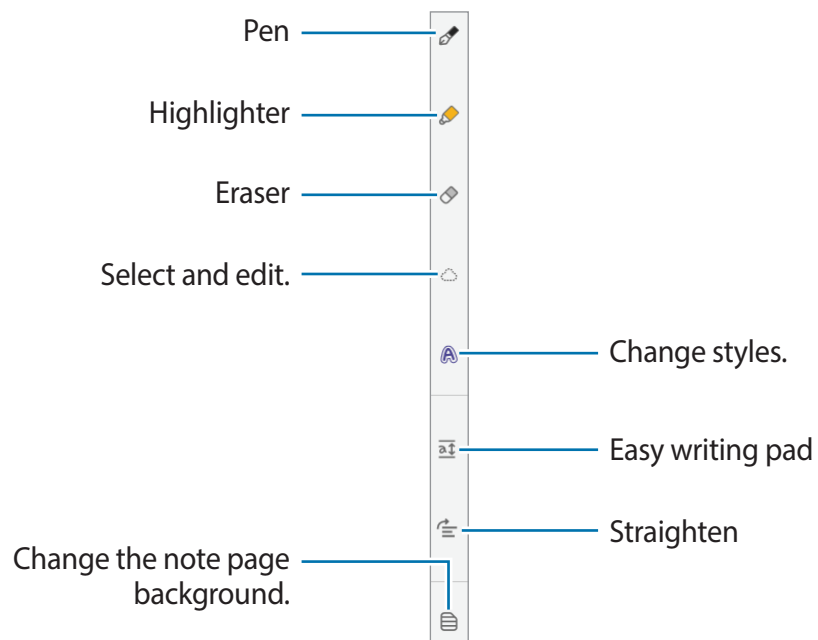 Pen
Highlighter
Eraser
Select and edit.
Change styles.
Easy writing pad
Straighten
Change the note page
background.